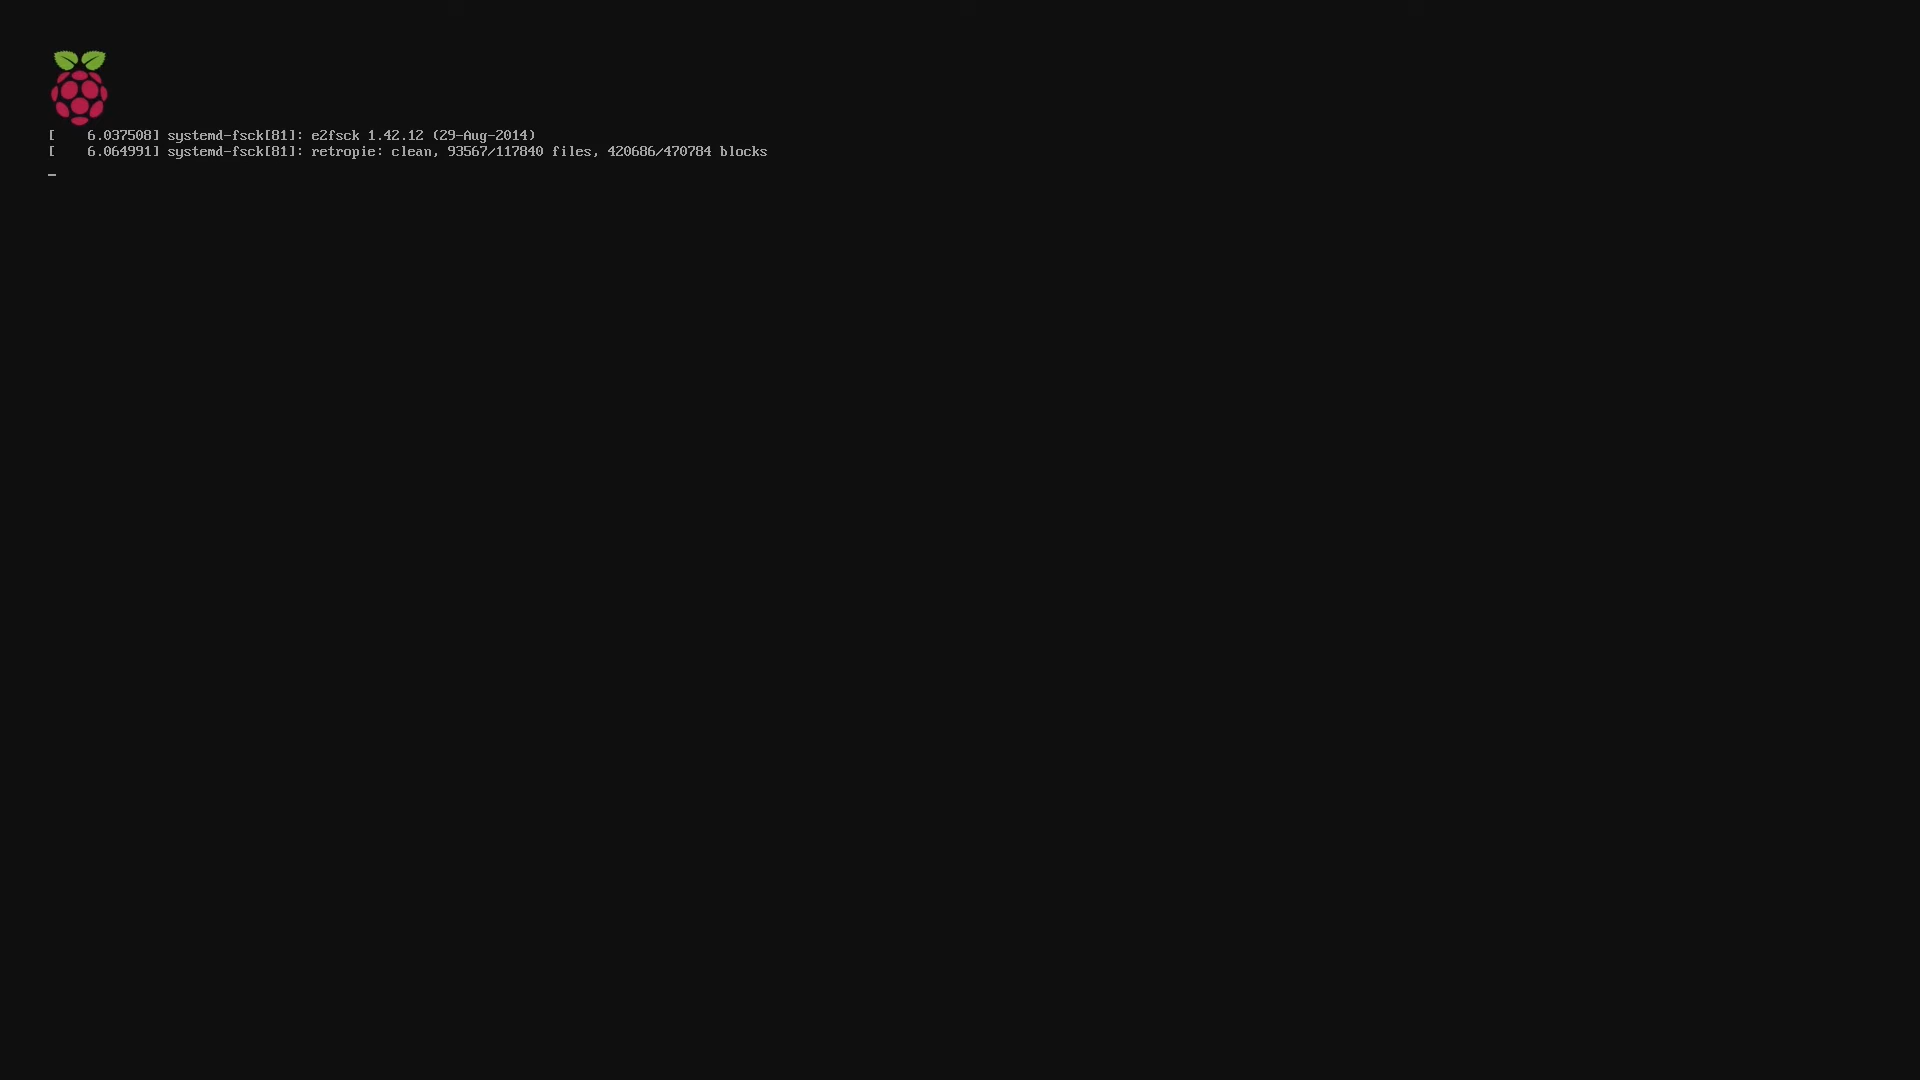 [    6.037508] systemd-fsck[81]: e2fsck 1.42.12 (29-Aug-2014)
[    6.064991] systemd-fsck[81]: retropie: clean, 93567/117840 files, 420686/470784 blocks
_